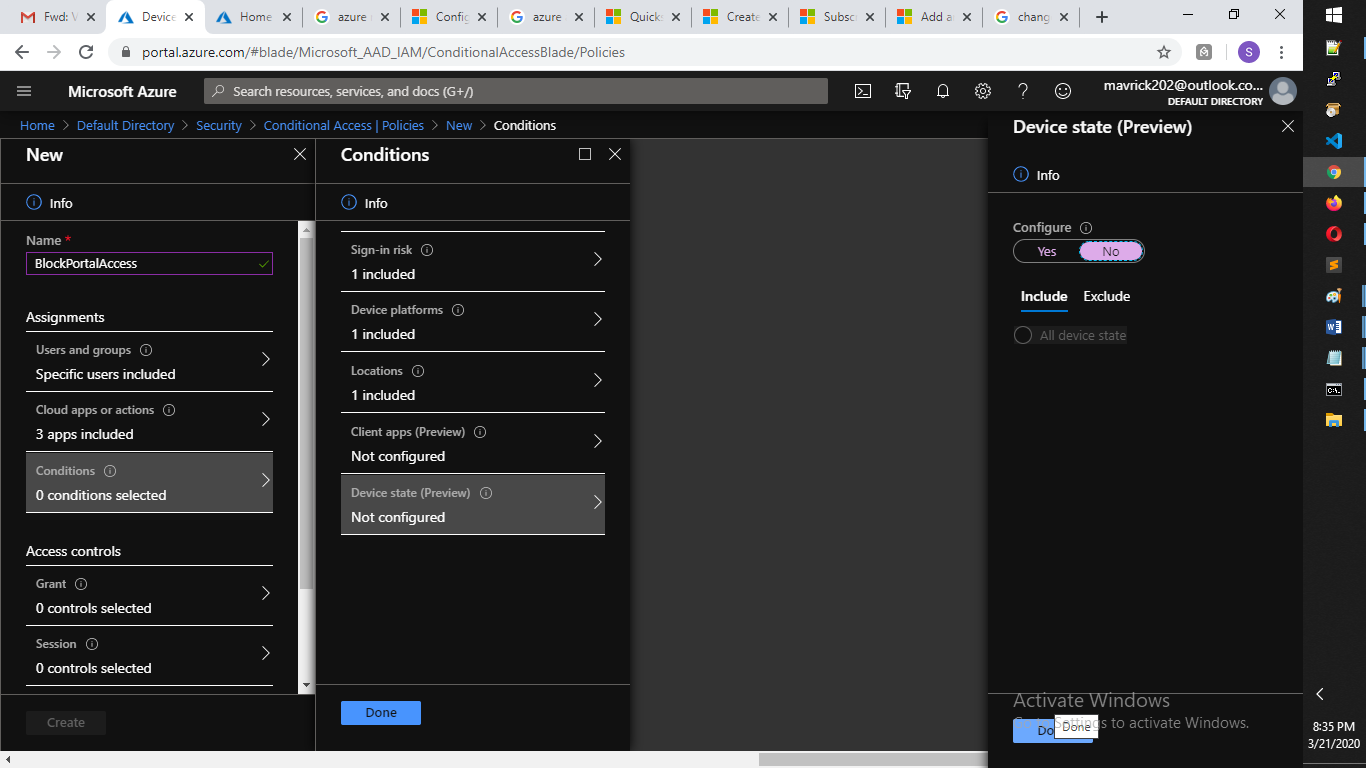 Fwd: V
Device
Home
azure
Config
azure
Quicks
Create
Subscr
Add a
chang
portal.azure.com/#blade/Microsoft_AAD_IAM/ConditionalAccessBlade/Policies
S
Microsoft Azure
Search resources, services, and docs (G+/)
mavrick202@outlook.co...
DEFAULT DIRECTORY
Home > Default Directory > Security > Conditional Access | Policies > New > Conditions
New
Info
Name *
BlockPortalAccess
Assignments
Users and groups
Specific users included
Cloud apps or actions
3 apps included
Conditions
0 conditions selected
Access controls
Grant
0 controls selected
Session
0 controls selected
Create
Conditions
Info
Sign-in risk
1 included
Device platforms
1 included
Locations
1 included
Client apps (Preview)
Not configured
Device state (Preview)
Not configured
Done
Device state (Preview)
Info
Configure
Yes No
Include Exclude
All device state
Activate Windows
Settings to activate Windows.
Done
8:35 PM
3/21/2020